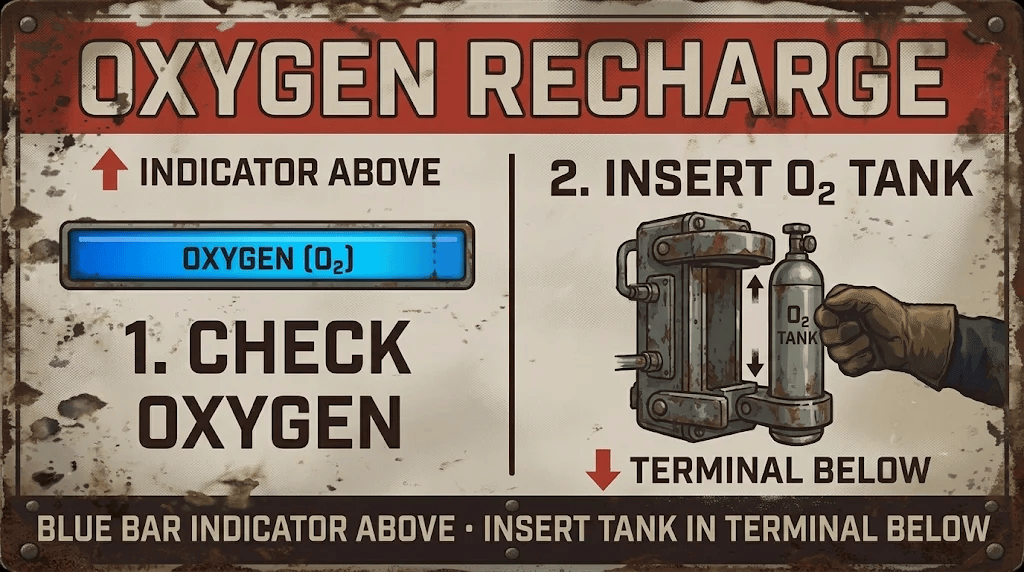 OXYGEN RECHARGE
INDICATOR ABOVE
OXYGEN (O₂)
1. CHECK
OXYGEN
2. INSERT O₂ TANK
O₂
TANK
TERMINAL BELOW
BLUE BAR INDICATOR ABOVE · INSERT TANK IN TERMINAL BELOW